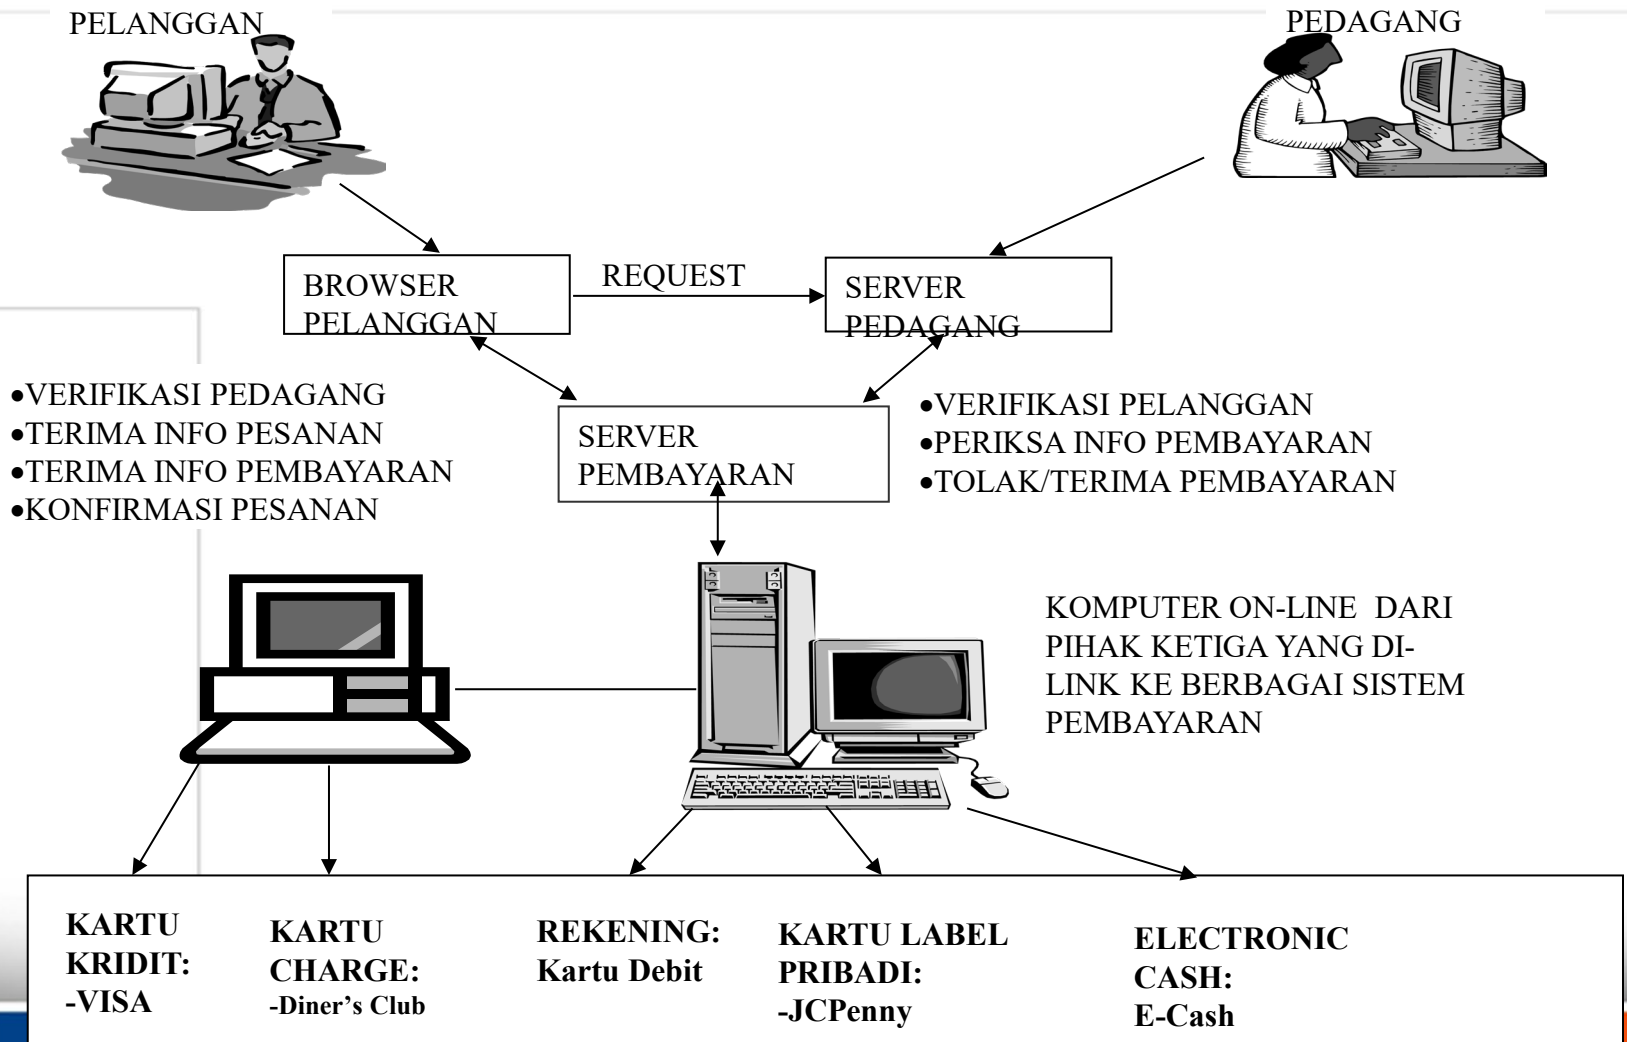 PELANGGAN
PEDAGANG
BROWSER
PELANGGAN
REQUEST
SERVER
PEDAGANG
•VERIFIKASI PEDAGANG
•TERIMA INFO PESANAN
•TERIMA INFO PEMBAYARAN
•KONFIRMASI PESANAN
SERVER
PEMBAYARAN
•VERIFIKASI PELANGGAN
•PERIKSA INFO PEMBAYARAN
•TOLAK/TERIMA PEMBAYARAN
KOMPUTER ON-LINE DARI
PIHAK KETIGA YANG DI-
LINK KE BERBAGAI SISTEM
PEMBAYARAN
KARTU
KRIDIT:
-VISA
KARTU
CHARGE:
-Diner's Club
REKENING:
Kartu Debit
KARTU LABEL
PRIBADI:
-JCPenny
ELECTRONIC
CASH:
E-Cash